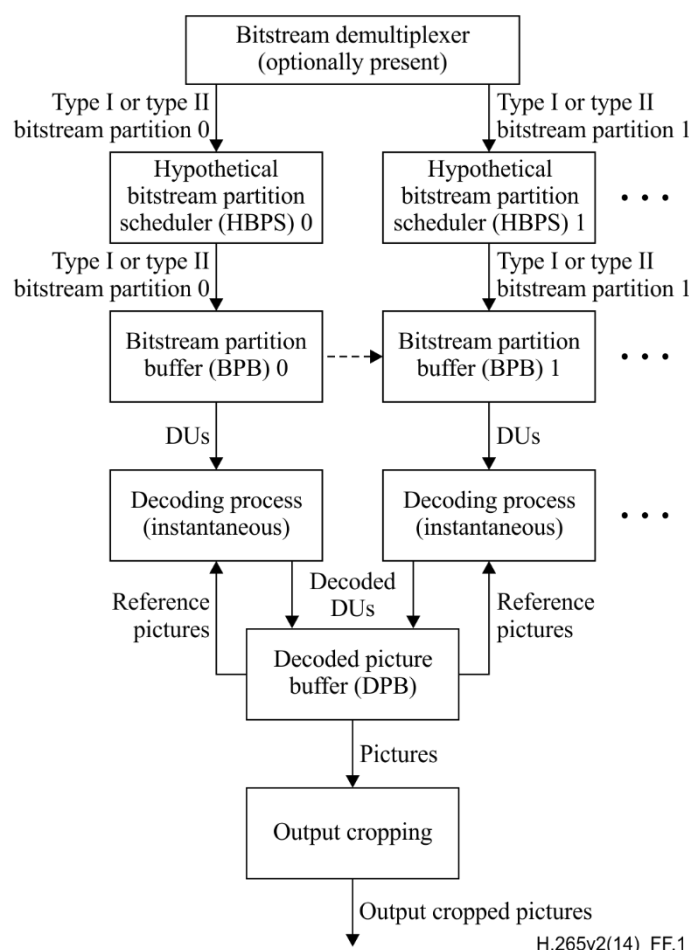 Bitstream demultiplexer
(optionally present)
Type I or type II
bitstream partition 0
Type I or type II
bitstream partition 1
Hypothetical
bitstream partition
scheduler (HBPS) 0
Hypothetical
bitstream partition
scheduler (HBPS) 1
Type I or type II
bitstream partition 0
Type I or type II
bitstream partition 1
Bitstream partition
buffer (BPB) 0
Bitstream partition
buffer (BPB) 1
DUs
DUs
Decoding process
(instantaneous)
Decoding process
(instantaneous)
Reference
pictures
Decoded
DUs
Reference
pictures
Decoded picture
buffer (DPB)
Pictures
Output cropping
Output cropped pictures
H.265v2(14)_FF.1